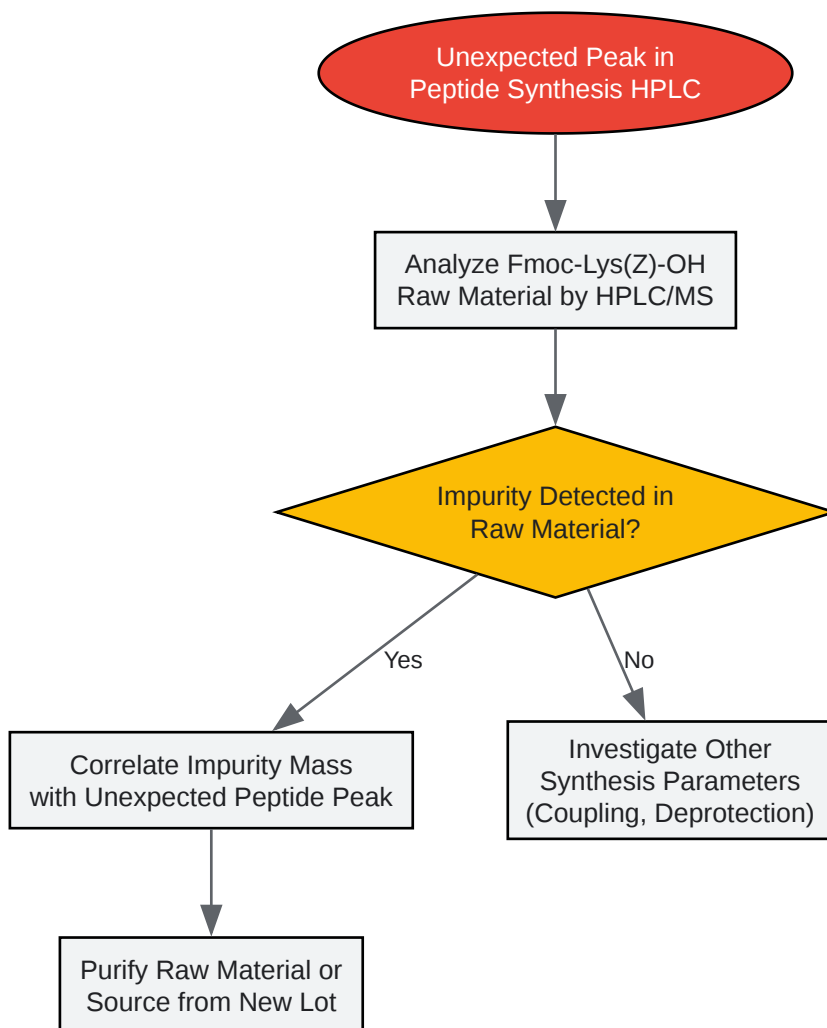 Unexpected Peak in
Peptide Synthesis HPLC
Analyze Fmoc-Lys(Z)-OH
Raw Material by HPLC/MS
Impurity Detected in
Raw Material?
Yes
No
Correlate Impurity Mass
with Unexpected Peptide Peak
Investigate Other
Synthesis Parameters
(Coupling, Deprotection)
Purify Raw Material or
Source from New Lot